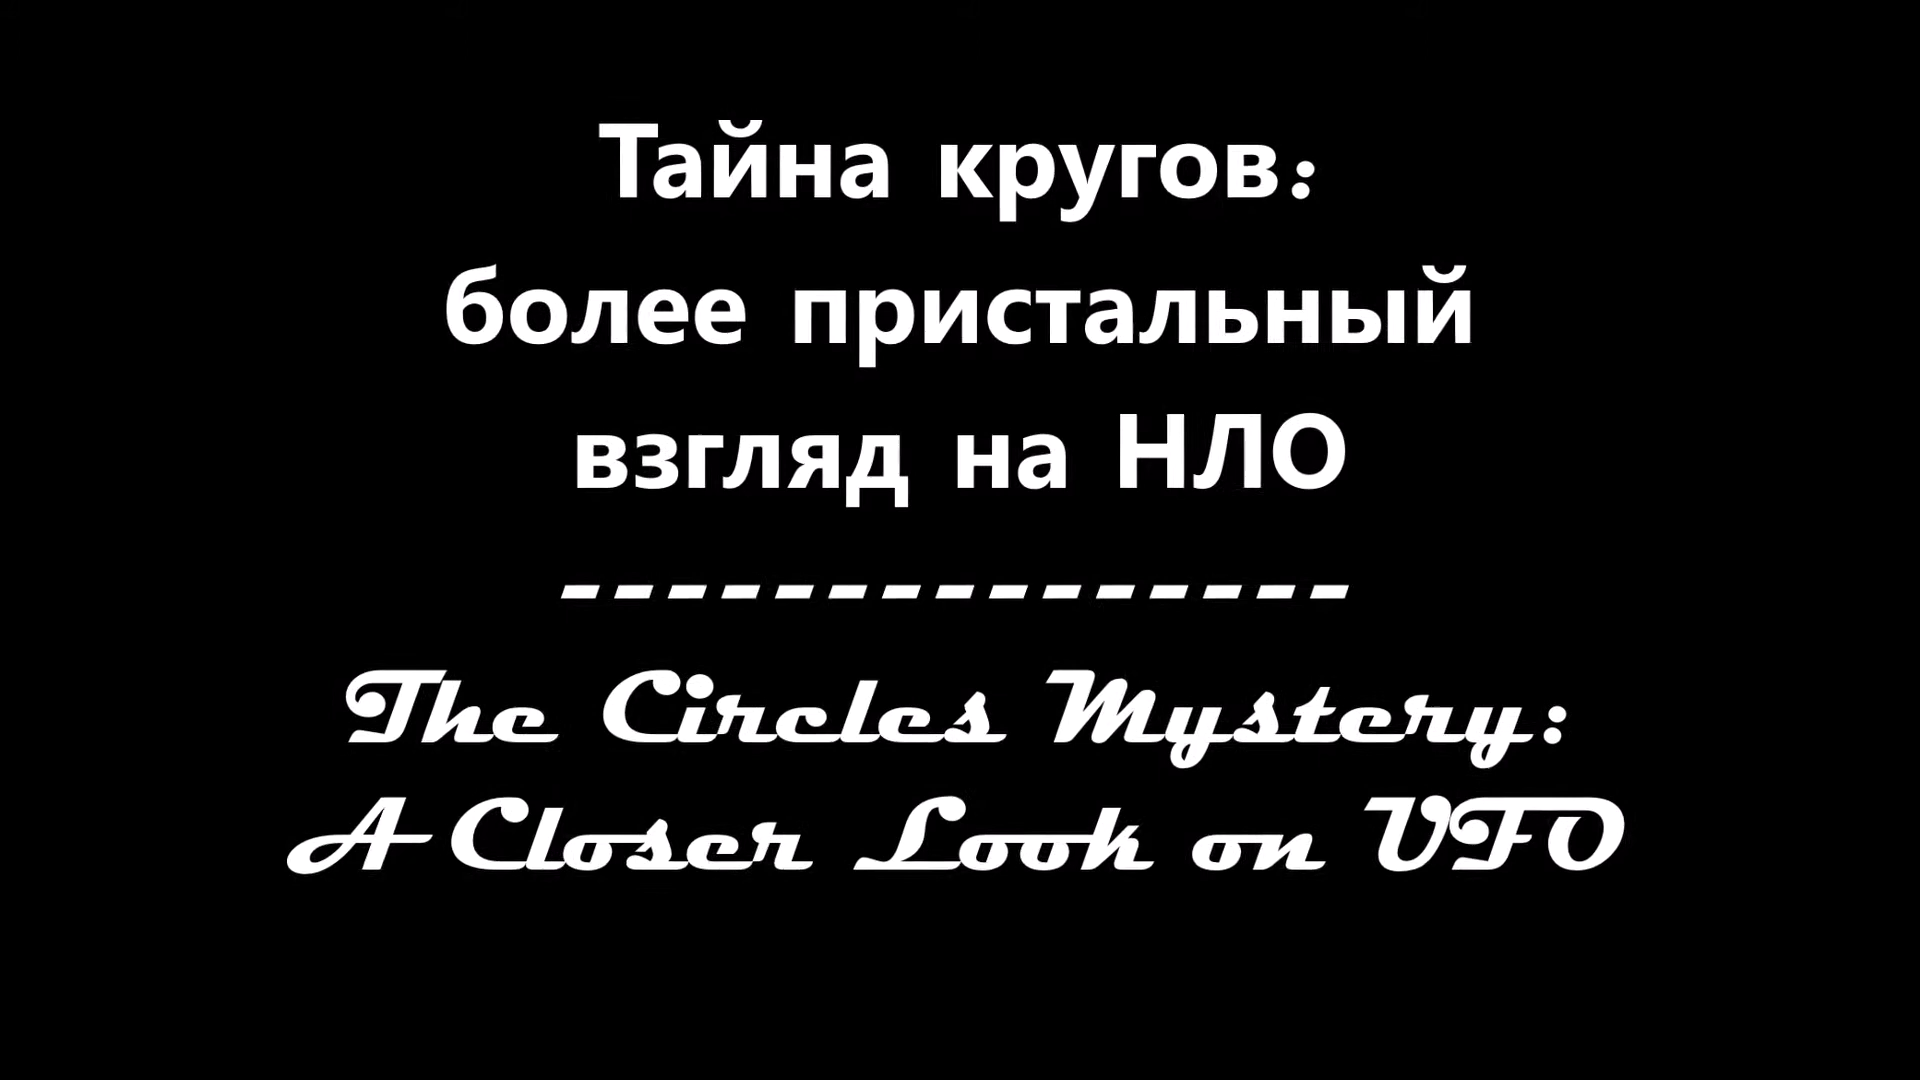 Тайна кругов:
более пристальный
взгляд на НЛО
---------------
The Circles Mystery:
A Closer Look on UFO